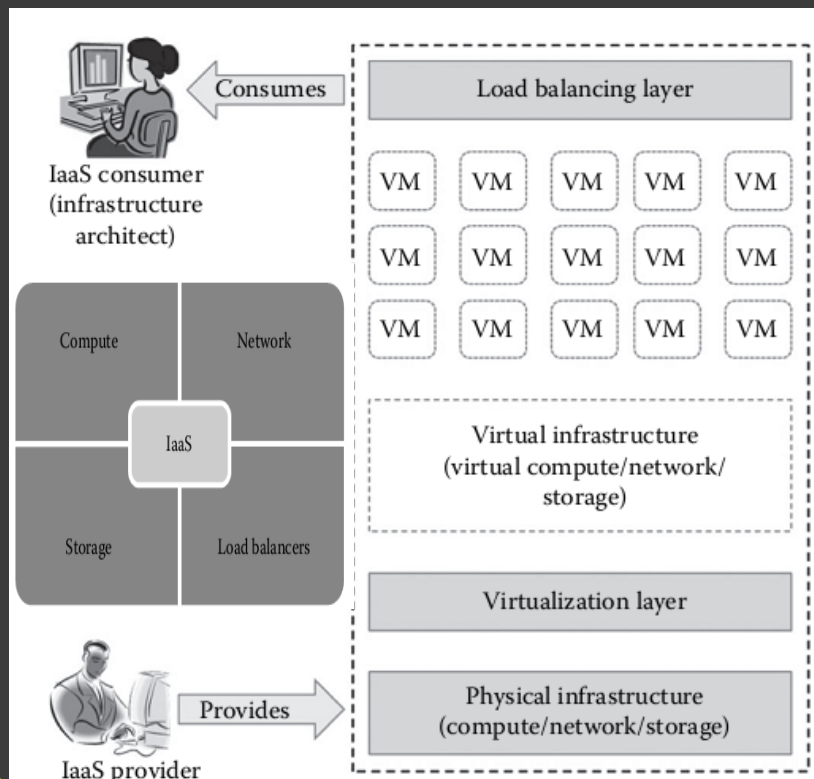 Consumes
IaaS consumer
(infrastructure
architect)
Compute
Network
IaaS
Storage
Load balancers
Provides
IaaS provider
Load balancing layer
VM VM VM VM VM
VM VM VM VM VM
VM VM VM VM VM
Virtual infrastructure
(virtual compute/network/
storage)
Virtualization layer
Physical infrastructure
(compute/network/storage)